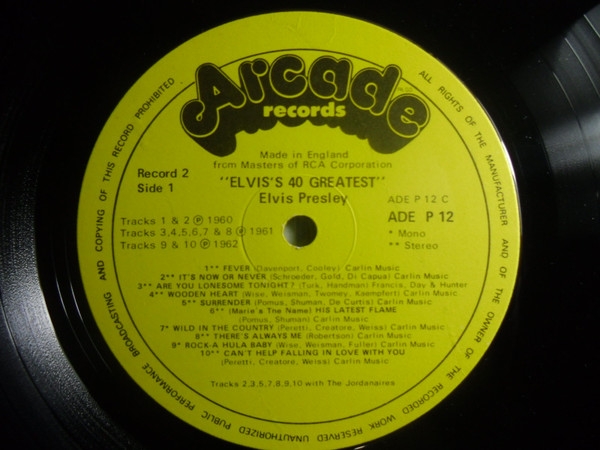 Arcade
records
Made in England
from Masters of RCA Corporation
Record 2
Side 1
"ELVIS'S 40 GREATEST"
Elvis Presley
ADE P 12 C
ADE P 12
Tracks 1 & 2 Ⓟ 1960
Tracks 3,4,5,6,7 & 8 Ⓟ 1961
Tracks 9 & 10 Ⓟ 1962
* Mono
** Stereo
1** FEVER (Davenport, Cooley) Carlin Music
2** IT'S NOW OR NEVER (Schroeder, Gold, Di Capua) Carlin Music
3** ARE YOU LONESOME TONIGHT? (Turk, Handman) Francis, Day & Hunter
4** WOODEN HEART (Wise, Weisman, Twomey, Kaempfert) Carlin Music
5** SURRENDER (Pomus, Shuman, De Curtis) Carlin Music
6** (Marie's The Name) HIS LATEST FLAME
(Pomus, Shuman) Carlin Music
7* WILD IN THE COUNTRY (Peretti, Creatore, Weiss) Carlin Music
8** THERE'S ALWAYS ME (Robertson) Carlin Music
9* ROCK-A HULA BABY (Wise, Weisman, Fuller) Carlin Music
10** CAN'T HELP FALLING IN LOVE WITH YOU
(Peretti, Creatore, Weiss) Carlin Music
Tracks 2,3,5,7,8,9,10 with The Jordanaires
ALL RIGHTS OF THE MANUFACTURER AND OF THE OWNER OF THE RECORDED WORK RESERVED UNAUTHORIZED PUBLIC PERFORMANCE BROADCASTING AND COPYING OF THIS RECORD PROHIBITED